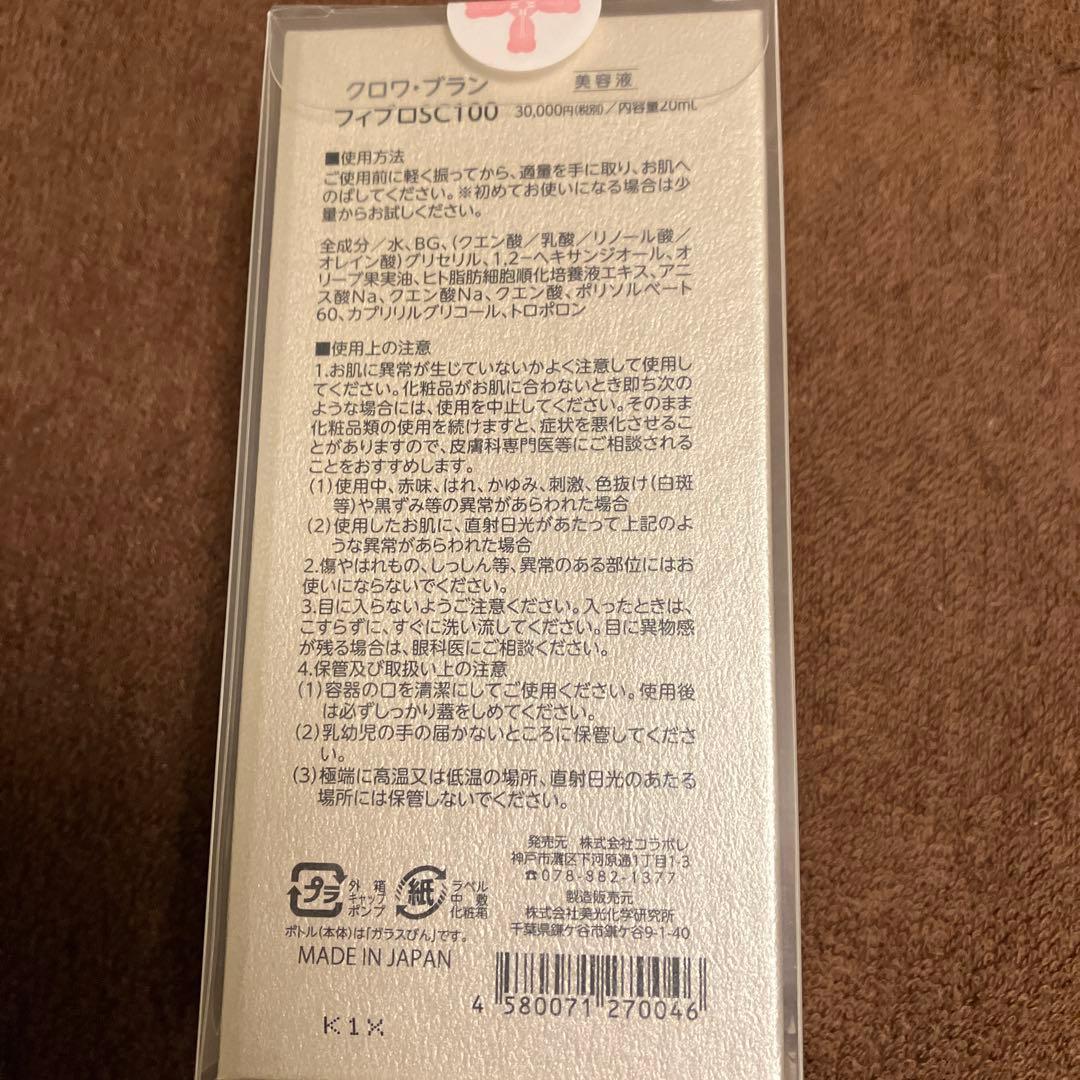 クロワ・ブラン 美容液
フィブロSC100 30,000円(税別)／内容量20mL
■使用方法
ご使用前に軽く振ってから、適量を手に取り、お肌へ
のばしてください。※初めてお使いになる場合は少
量からお試しください。
全成分／水、BG、(クエン酸／乳酸／リノール酸／
オレイン酸)グリセリル、1,2-ヘキサンジオール、オ
リーブ果実油、ヒト脂肪細胞順化培養液エキス、アニ
ス酸Na、クエン酸Na、クエン酸、ポリソルベート
60、カプリリルグリコール、トロポロン
■使用上の注意
1.お肌に異常が生じていないかよく注意して使用し
てください。化粧品がお肌に合わないとき即ち次の
ような場合には、使用を中止してください。そのまま
化粧品類の使用を続けますと、症状を悪化させるこ
とがありますので、皮膚科専門医等にご相談される
ことをおすすめします。
(1)使用中、赤味、はれ、かゆみ、刺激、色抜け(白斑
等)や黒ずみ等の異常があらわれた場合
(2)使用したお肌に、直射日光があたって上記のよ
うな異常があらわれた場合
2.傷やはれもの、しっしん等、異常のある部位にはお
使いにならないでください。
3.目に入らないようご注意ください。入ったときは、
こすらずに、すぐに洗い流してください。目に異物感
が残る場合は、眼科医にご相談ください。
4.保管及び取扱い上の注意
(1)容器の口を清潔にしてご使用ください。使用後
は必ずしっかり蓋をしめてください。
(2)乳幼児の手の届かないところに保管してくださ
い。
(3)極端に高温又は低温の場所、直射日光のあたる
場所には保管しないでください。
発売元 株式会社コラボレ
神戸市灘区下河原通1丁目1-3
☎078-882-1377
製造販売元
株式会社美光化学研究所
千葉県鎌ケ谷市鎌ケ谷9-1-40
プラ 外箱 キャップ ポンプ
紙 ラベル 中敷 化粧箱
ボトル(本体)は「ガラスびん」です。
MADE IN JAPAN
4 580071 270046
K1X